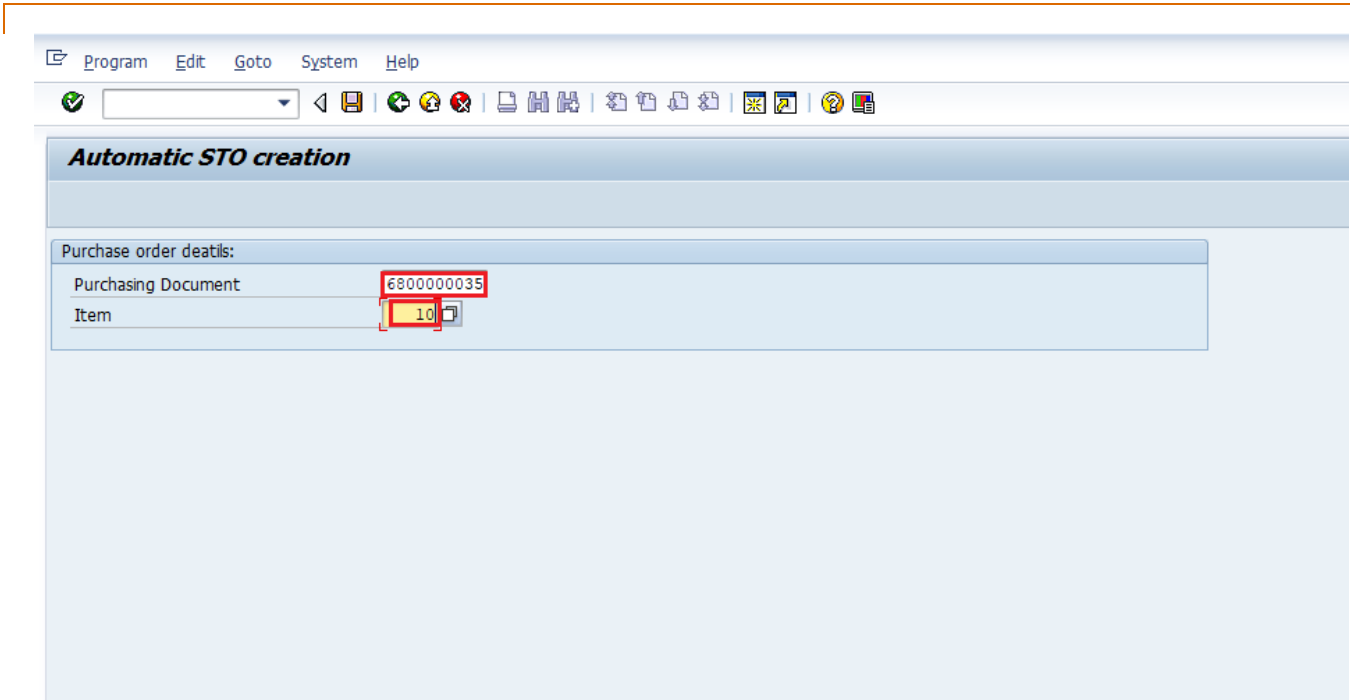 Program Edit Goto System Help
Automatic STO creation
Purchase order deatils:
Purchasing Document 6800000035
Item 10